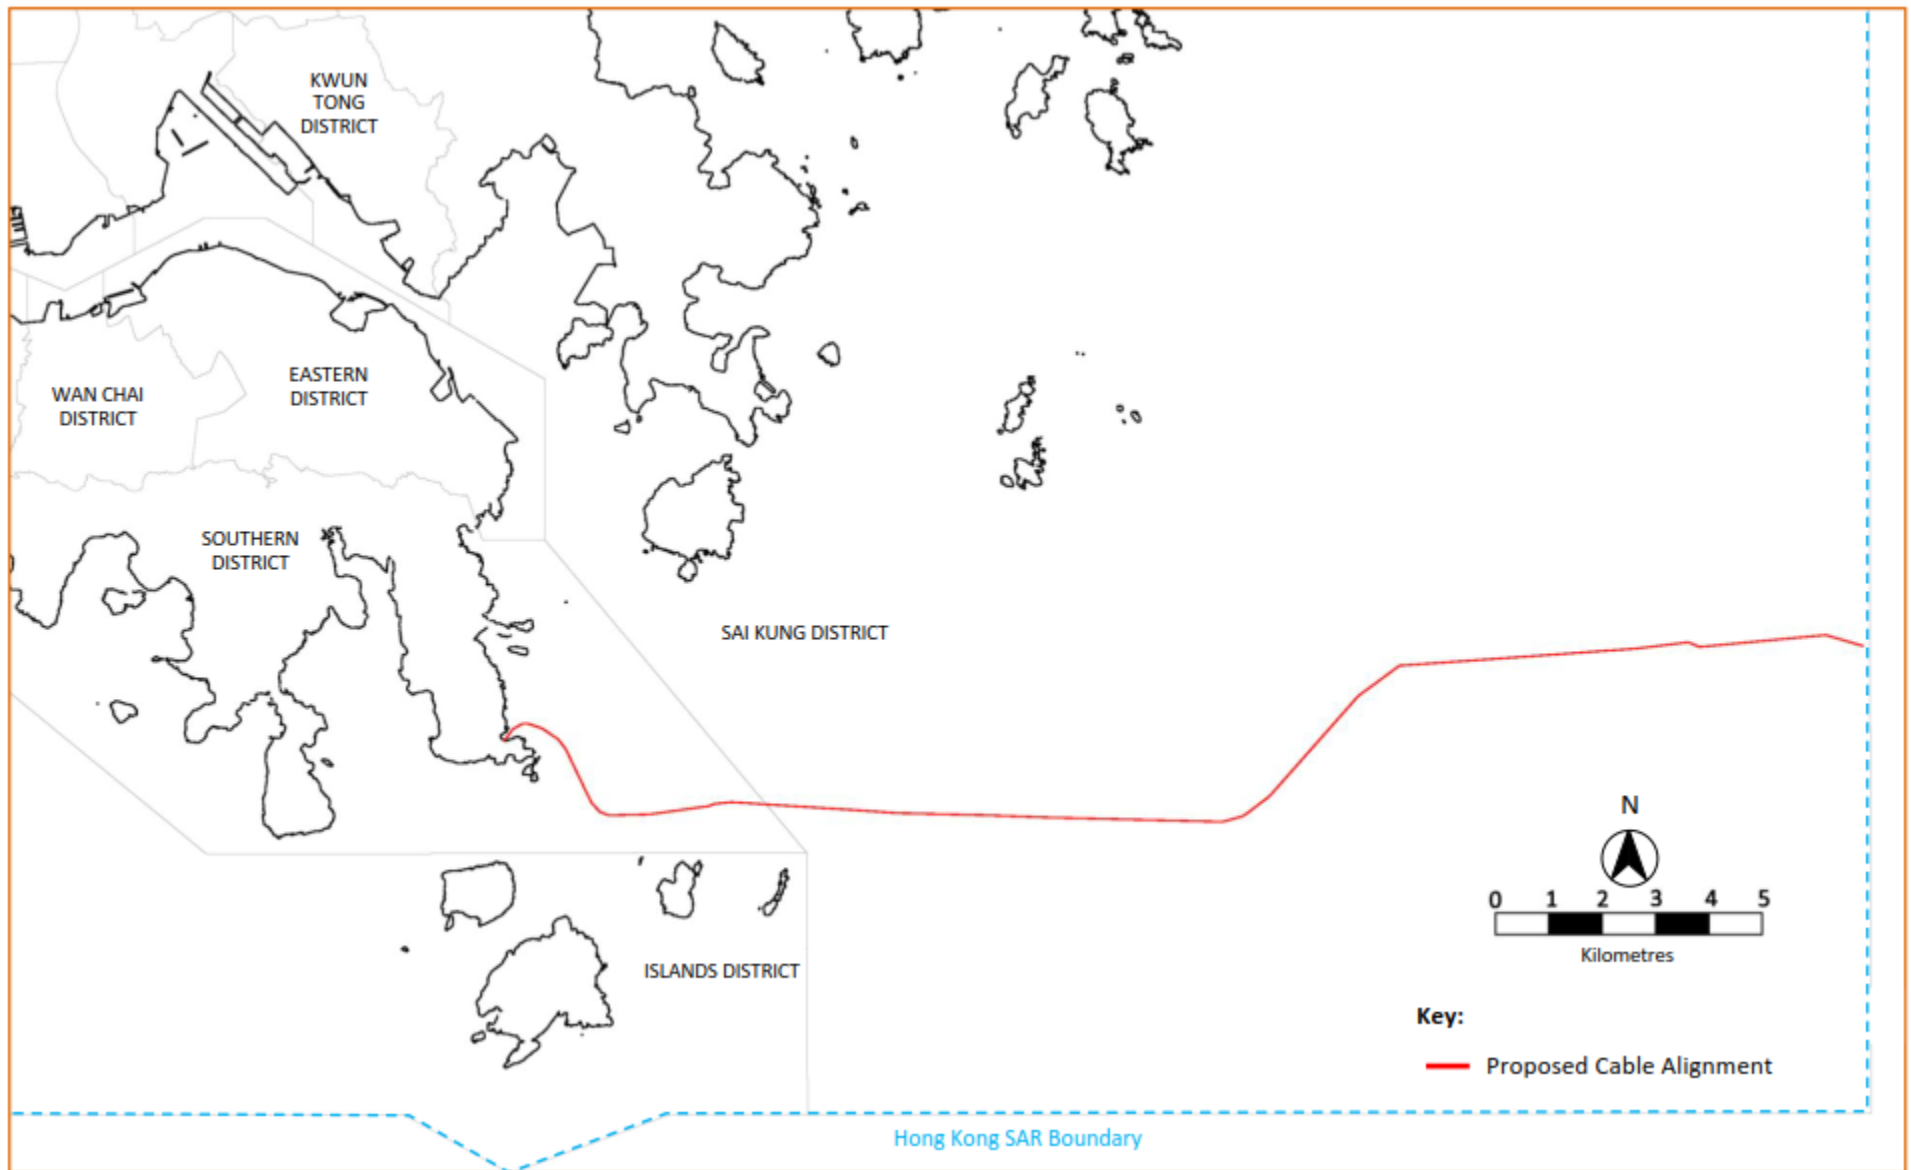 KWUN
TONG
DISTRICT
EASTERN
DISTRICT
WAN CHAI
DISTRICT
SOUTHERN
DISTRICT
SAI KUNG DISTRICT
N
0 1 2 3 4 5
Kilometres
ISLANDS DISTRICT
Key:
Proposed Cable Alignment
Hong Kong SAR Boundary